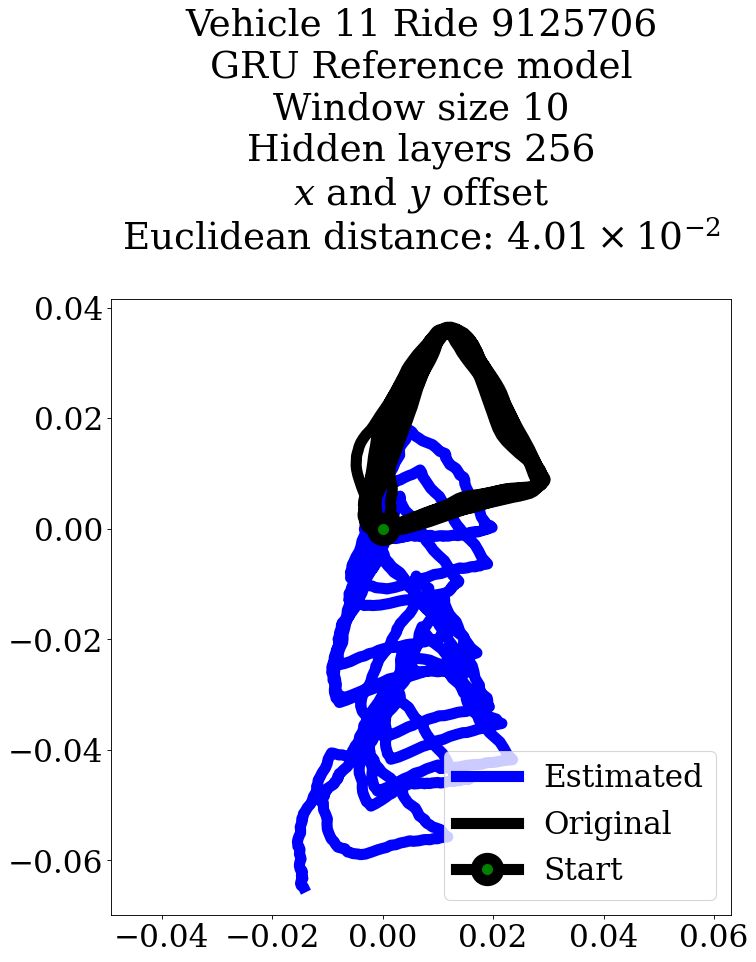 Vehicle 11 Ride 9125706
GRU Reference model
Window size 10
Hidden layers 256
x and y offset
Euclidean distance: 4.01 × 10⁻²
0.04
0.02
0.00
−0.02
−0.04
−0.06
Estimated
Original
Start
−0.04 −0.02 0.00 0.02 0.04 0.06